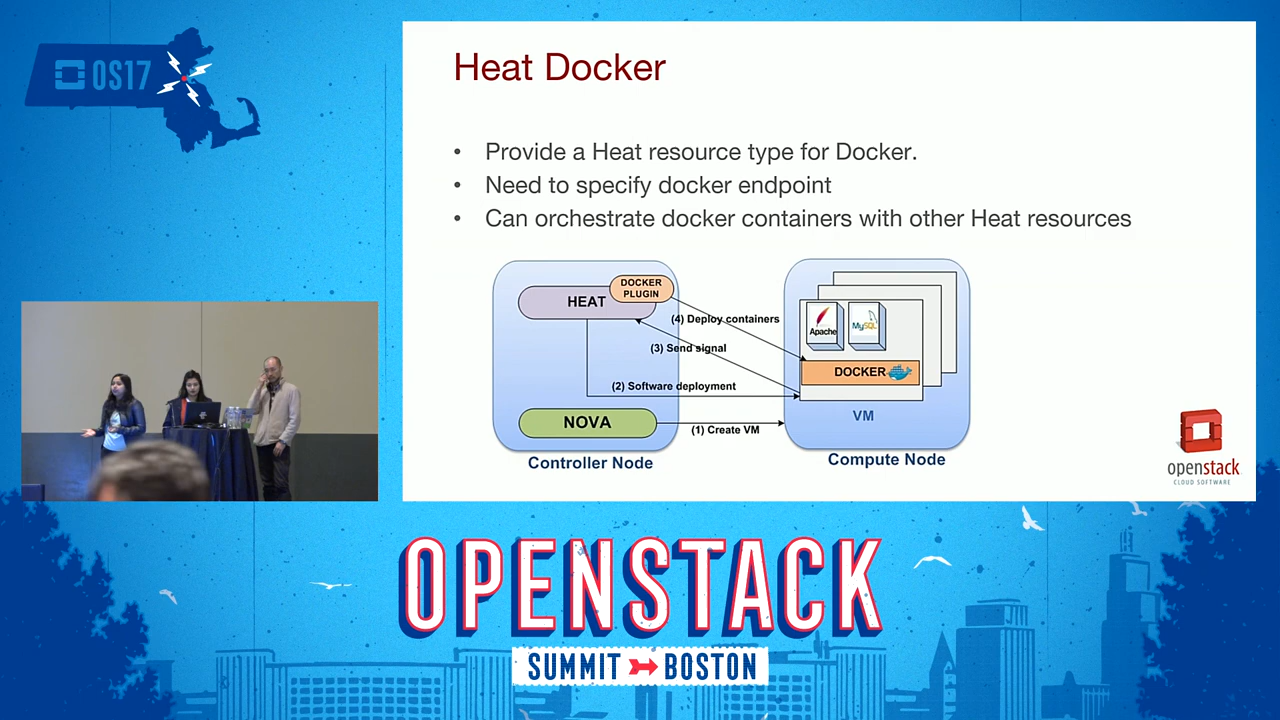 OS17
Heat Docker
• Provide a Heat resource type for Docker.
• Need to specify docker endpoint
• Can orchestrate docker containers with other Heat resources
DOCKER
PLUGIN
HEAT
(4) Deploy containers
(3) Send signal
(2) Software deployment
NOVA
(1) Create VM
Controller Node
Apache
MySQL
DOCKER
VM
Compute Node
openstack
CLOUD SOFTWARE
OPENSTACK
SUMMIT BOSTON